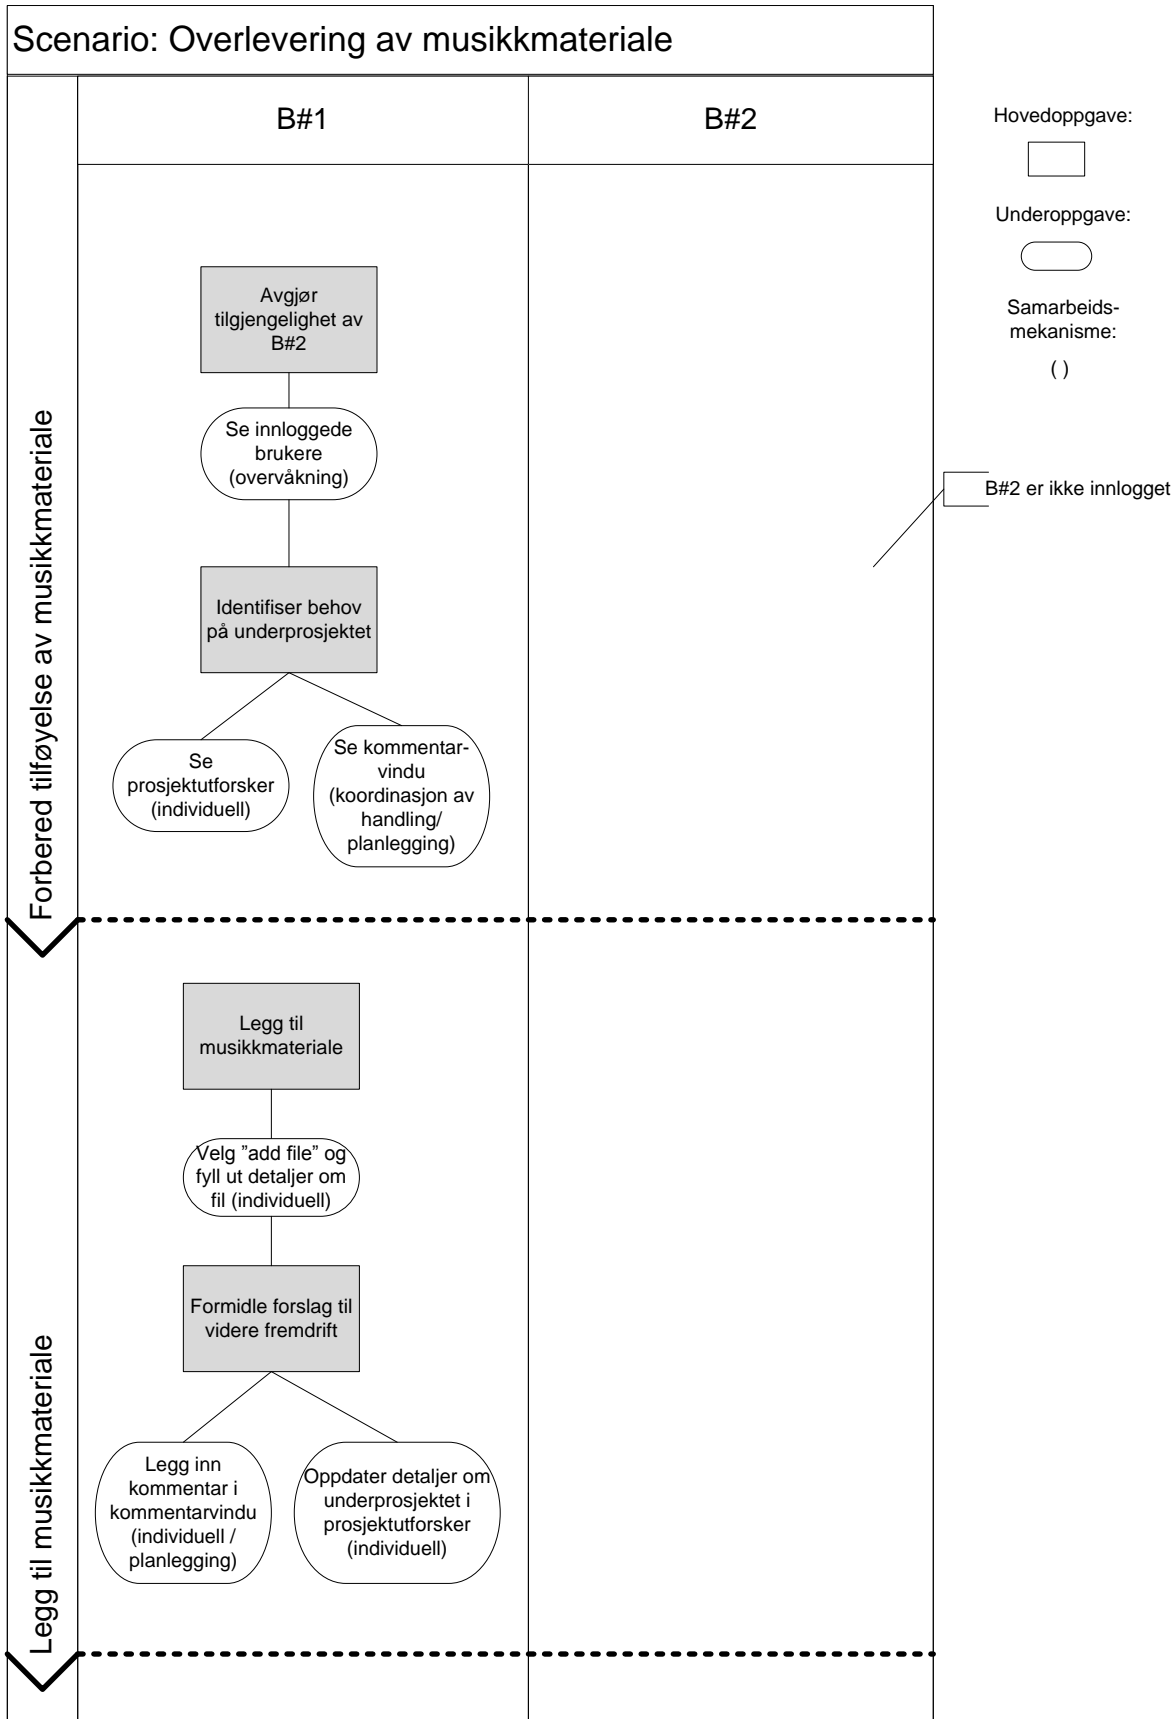 Scenario: Overlevering av musikkmateriale
B#1
B#2
Hovedoppgave:
Underoppgave:
Samarbeids-
mekanisme:
( )
Forbered tilføyelse av musikkmateriale
Avgjør
tilgjengelighet av
B#2
Se innloggede
brukere
(overvåkning)
B#2 er ikke innlogget
Identifiser behov
på underprosjektet
Se
prosjektutforsker
(individuell)
Se kommentar-
vindu
(koordinasjon av
handling/
planlegging)
Legg til musikkmateriale
Legg til
musikkmateriale
Velg ”add file” og
fyll ut detaljer om
fil (individuell)
Formidle forslag til
videre fremdrift
Legg inn
kommentar i
kommentarvindu
(individuell /
planlegging)
Oppdater detaljer om
underprosjektet i
prosjektutforsker
(individuell)